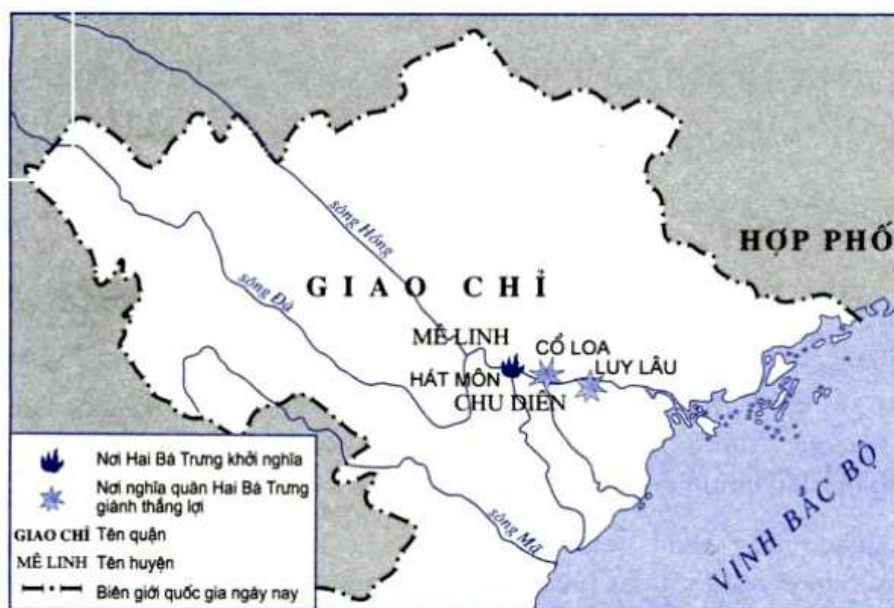 sông Hồng
HỢP PHỐ
GIAO CHỈ
sông Đà
MÊ LINH
CỔ LOA
LUY LÂU
HÁT MÔN
CHU DIÊN
sông Mã
VỊNH BẮC BỘ
Nơi Hai Bà Trưng khởi nghĩa
Nơi nghĩa quân Hai Bà Trưng
giành thắng lợi
GIAO CHỈ Tên quận
MÊ LINH Tên huyện
Biên giới quốc gia ngày nay